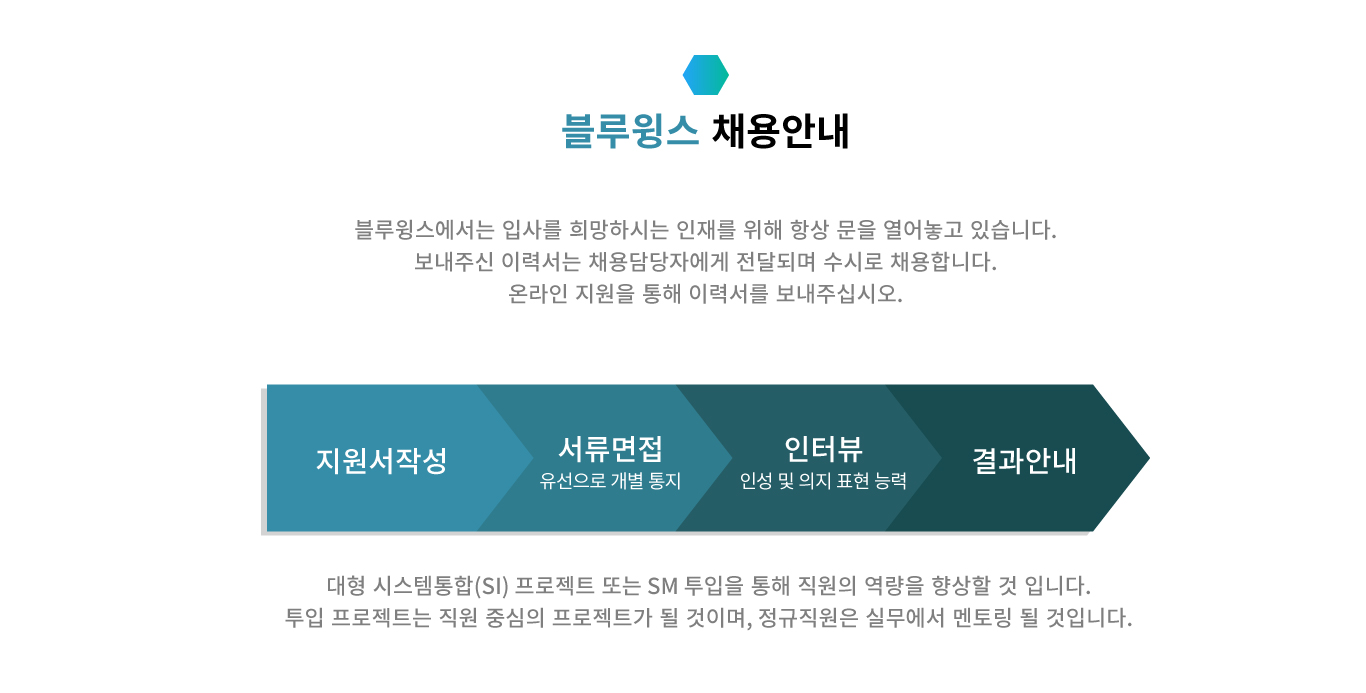 블루윙스 채용안내
블루윙스에서는 입사를 희망하시는 인재를 위해 항상 문을 열어놓고 있습니다.
보내주신 이력서는 채용담당자에게 전달되며 수시로 채용합니다.
온라인 지원을 통해 이력서를 보내주십시오.
지원서작성
서류면접
유선으로 개별 통지
인터뷰
인성 및 의지 표현 능력
결과안내
대형 시스템통합(SI) 프로젝트 또는 SM 투입을 통해 직원의 역량을 향상할 것 입니다.
투입 프로젝트는 직원 중심의 프로젝트가 될 것이며, 정규직원은 실무에서 멘토링 될 것입니다.